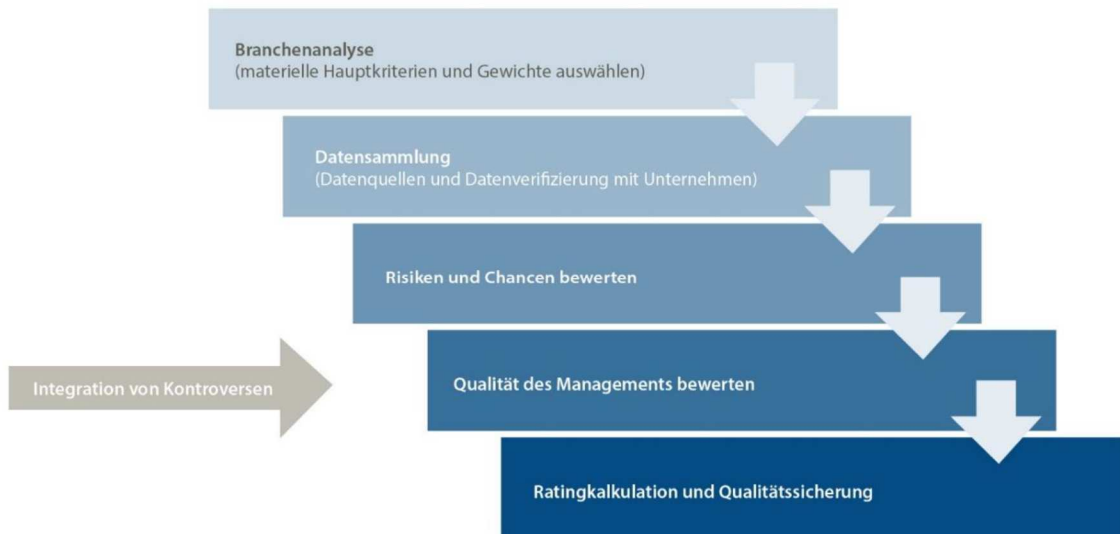 Branchenanalyse
(materielle Hauptkriterien und Gewichte auswählen)
Datensammlung
(Datenquellen und Datenverifizierung mit Unternehmen)
Risiken und Chancen bewerten
Integration von Kontroversen
Qualität des Managements bewerten
Ratingkalkulation und Qualitätssicherung